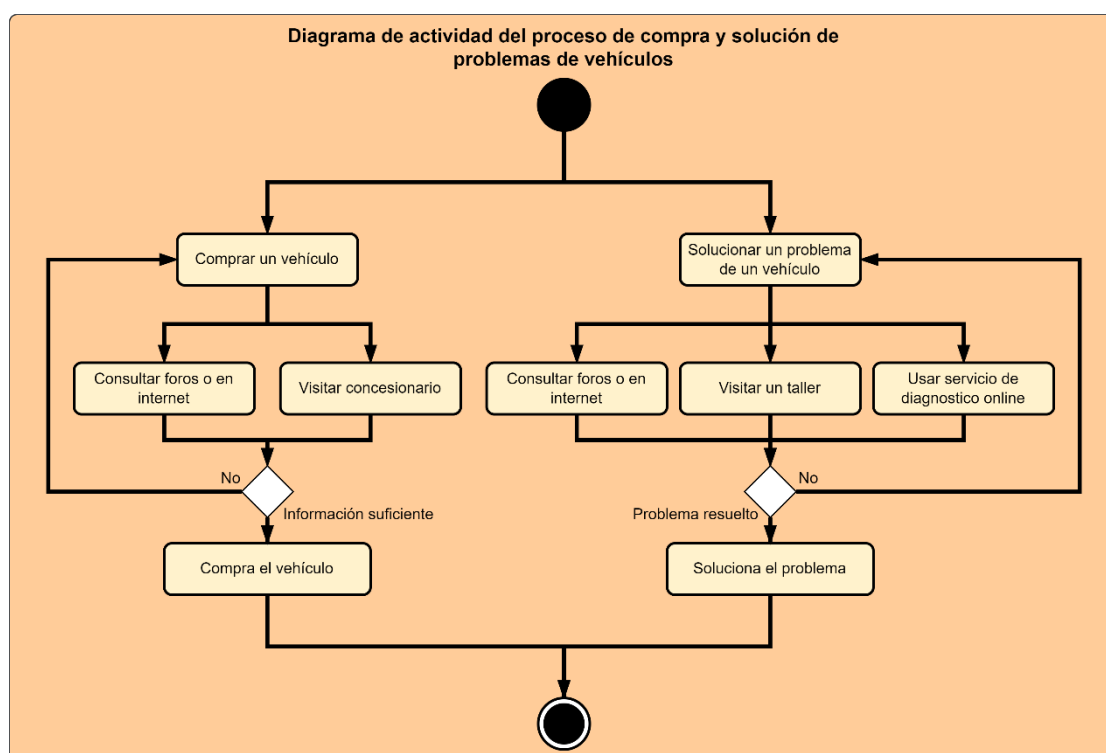 Diagrama de actividad del proceso de compra y solución de
problemas de vehículos
Comprar un vehículo
Solucionar un problema
de un vehículo
Consultar foros o en
internet
Visitar concesionario
Consultar foros o en
internet
Visitar un taller
Usar servicio de
diagnostico online
No
Información suficiente
Problema resuelto
No
Compra el vehículo
Soluciona el problema